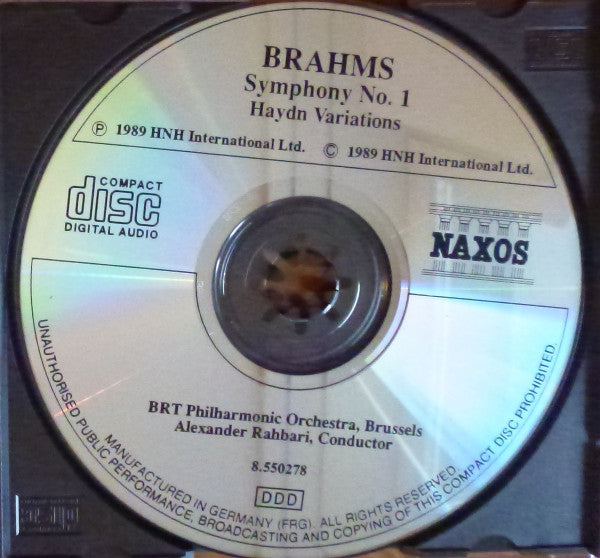 BRAHMS
Symphony No. 1
Haydn Variations
Ⓟ 1989 HNH International Ltd. © 1989 HNH International Ltd.
COMPACT
disc
DIGITAL AUDIO
NAXOS
BRT Philharmonic Orchestra, Brussels
Alexander Rahbari, Conductor
8.550278
DDD
MANUFACTURED IN GERMANY (FRG). ALL RIGHTS RESERVED.
UNAUTHORISED PUBLIC PERFORMANCE, BROADCASTING AND COPYING OF THIS COMPACT DISC PROHIBITED.